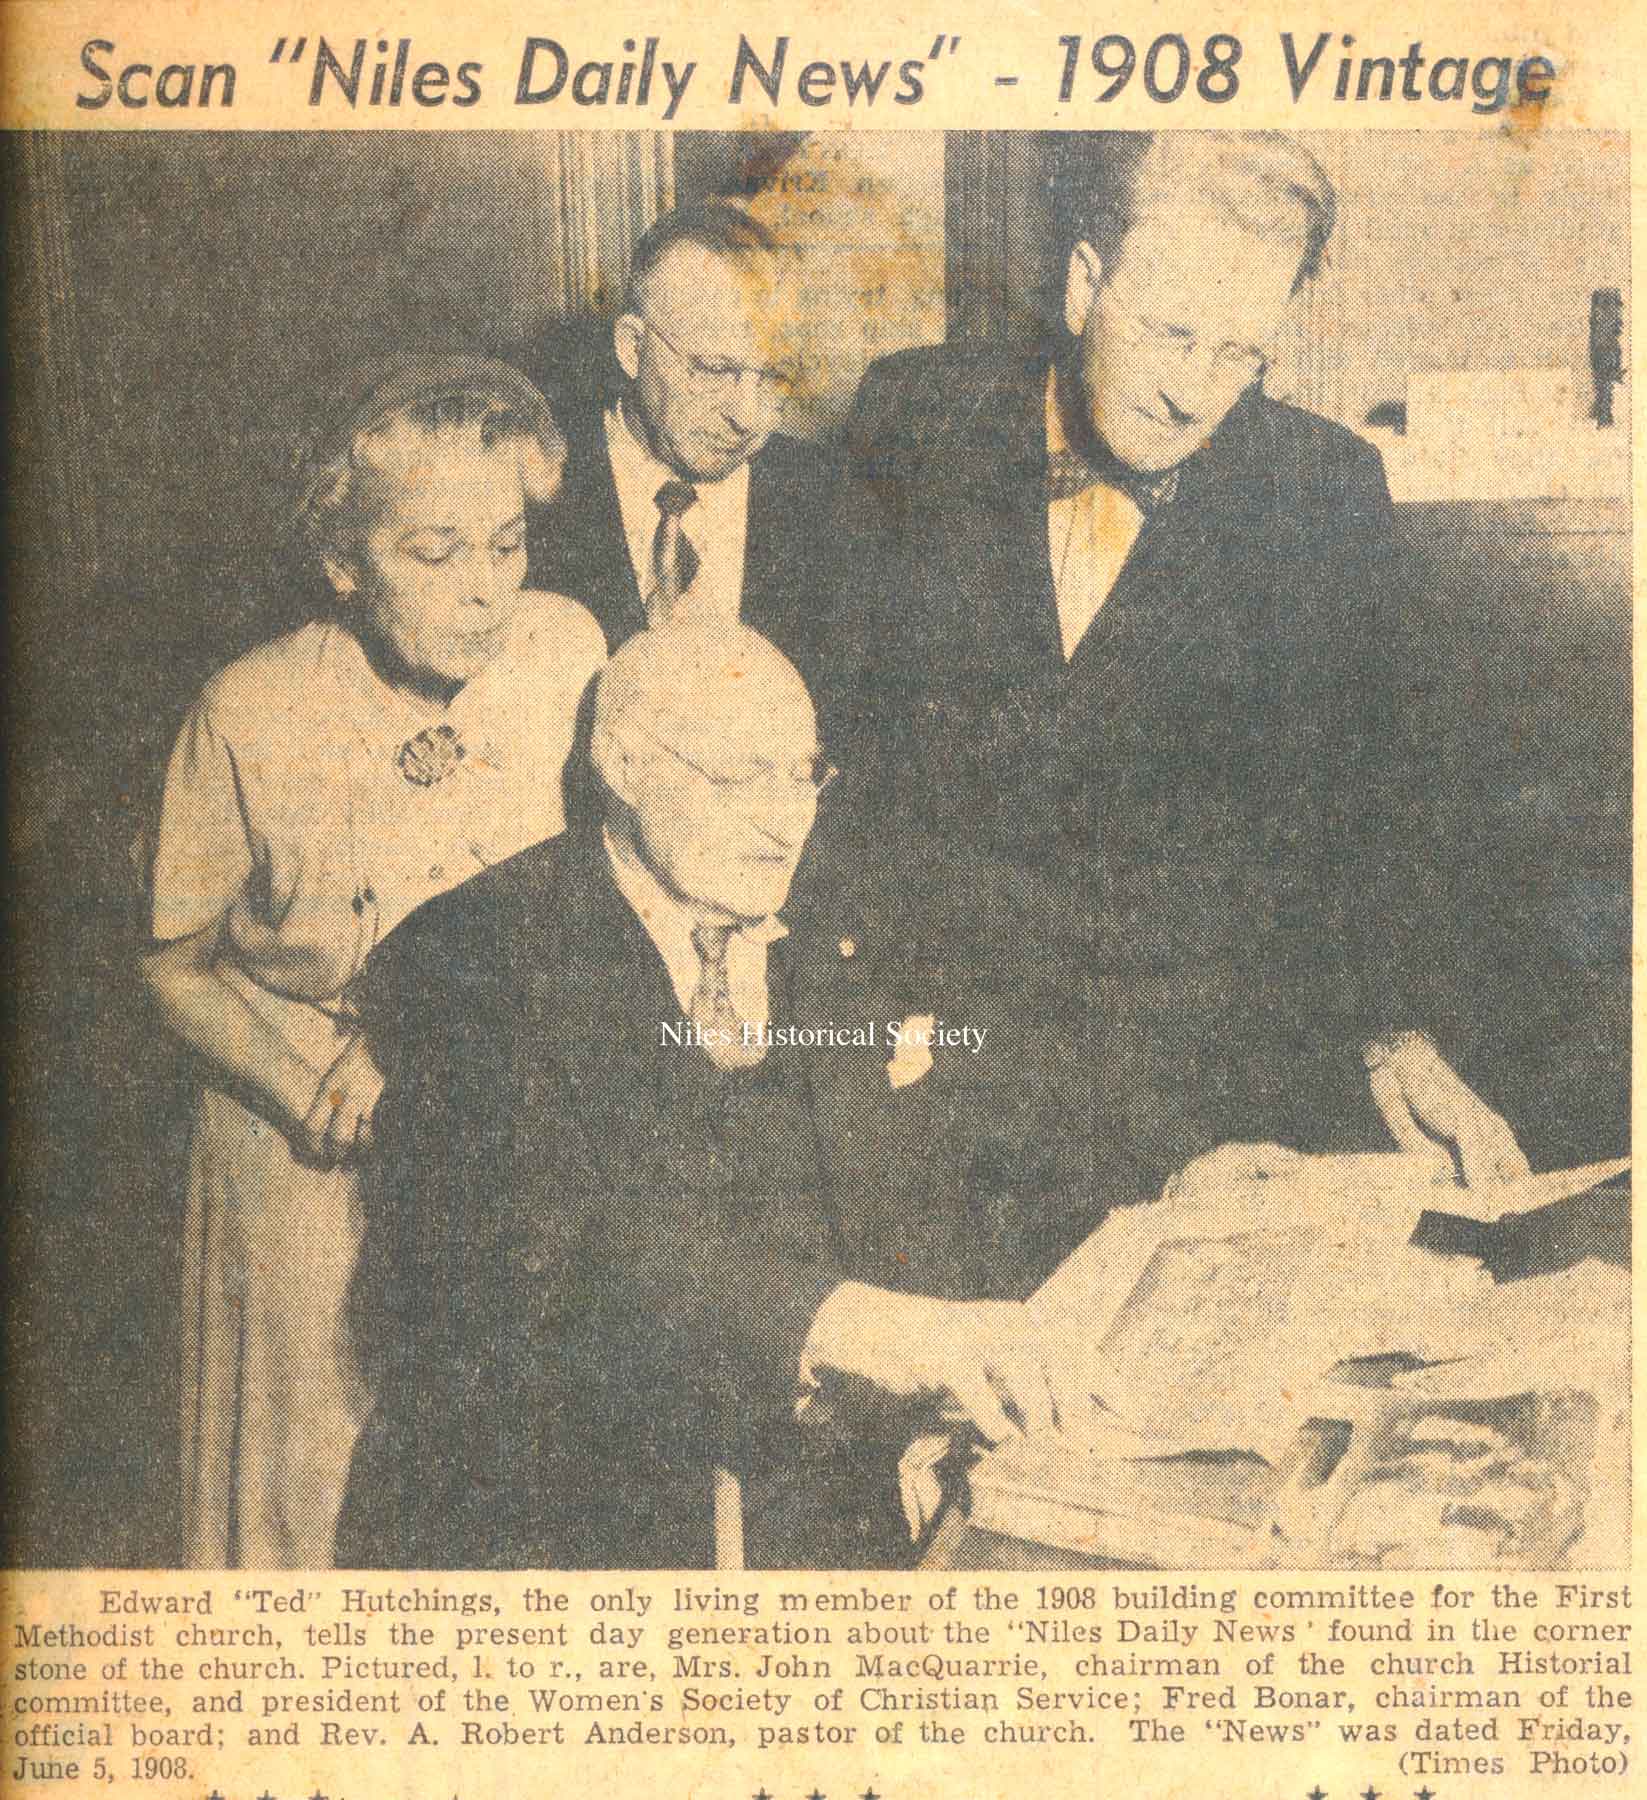 Scan "Niles Daily News" - 1908 Vintage
Niles Historical Society
Edward "Ted" Hutchings, the only living member of the 1908 building committee for the First
Methodist church, tells the present day generation about the "Niles Daily News' found in the corner
stone of the church. Pictured, l. to r., are, Mrs. John MacQuarrie, chairman of the church Historial
committee, and president of the Women's Society of Christian Service; Fred Bonar, chairman of the
official board; and Rev. A. Robert Anderson, pastor of the church. The "News" was dated Friday,
June 5, 1908. (Times Photo)